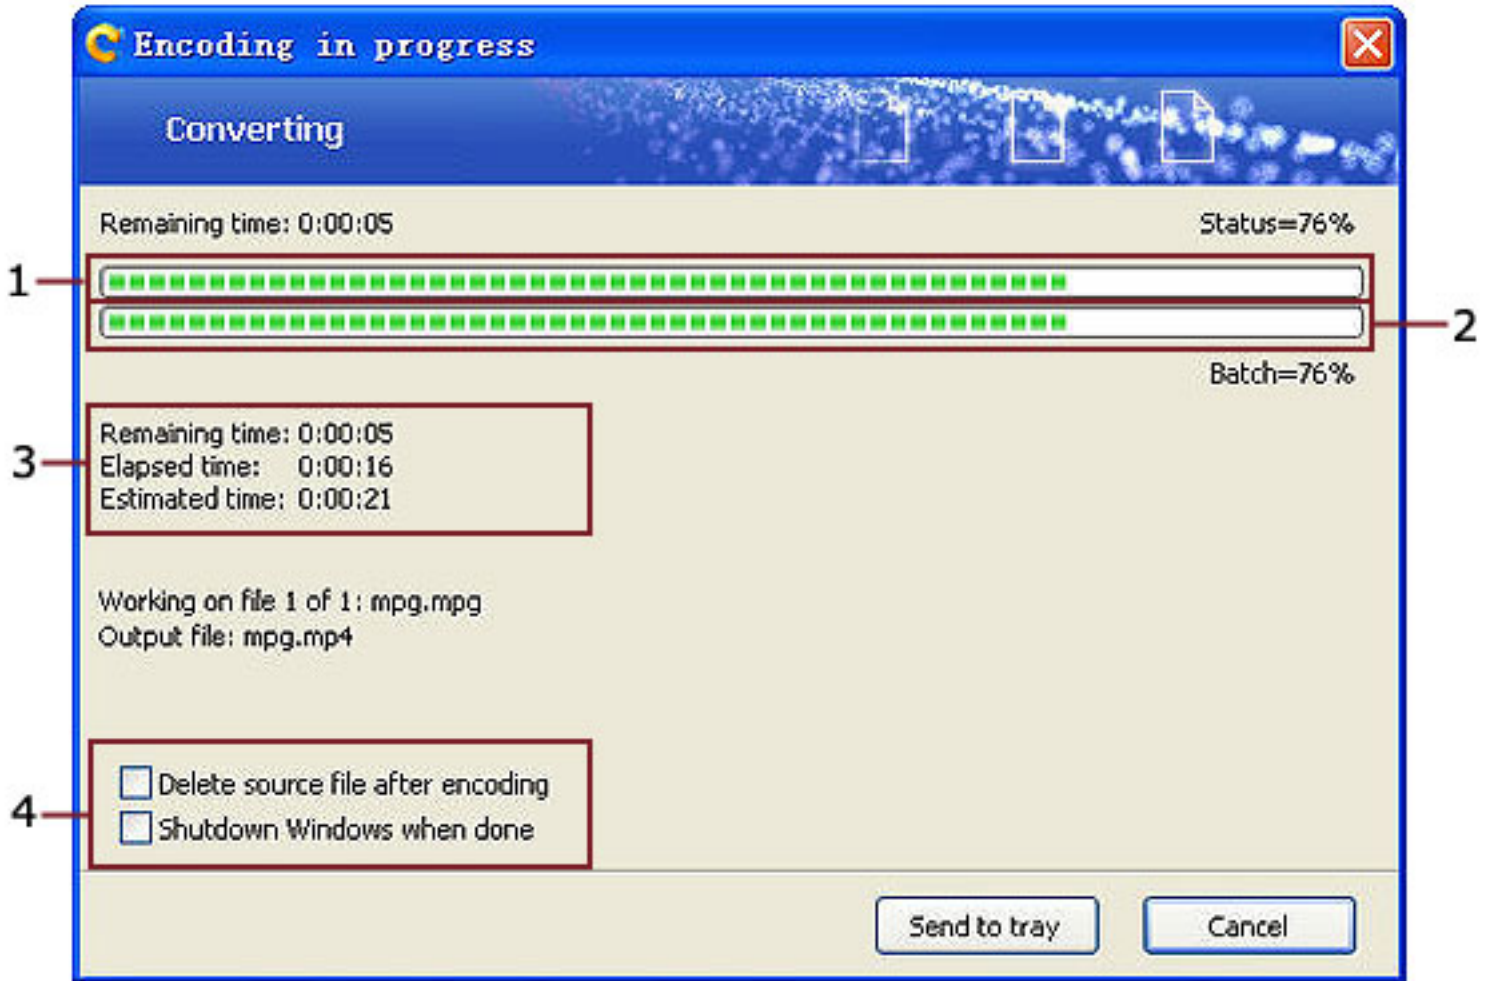 Encoding in progress
Converting
Remaining time: 0:00:05 Status=76%
1
2
Batch=76%
3
Remaining time: 0:00:05
Elapsed time: 0:00:16
Estimated time: 0:00:21
Working on file 1 of 1: mpg.mpg
Output file: mpg.mp4
4
Delete source file after encoding
Shutdown Windows when done
Send to tray Cancel